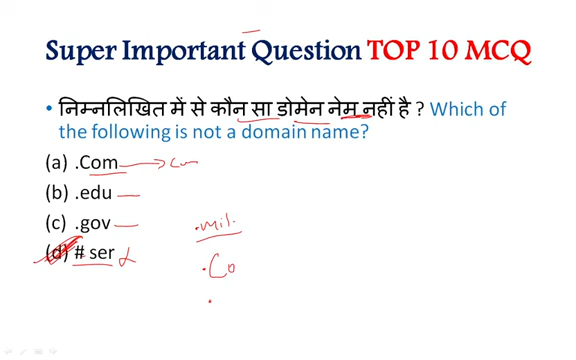 Super Important Question TOP 10 MCQ
• निम्नलिखित में से कौन सा डोमेन नेम नहीं है ? Which of
the following is not a domain name?
(a) .Com
(b) .edu
(c) .gov
.mil.
(d) # ser
.Co